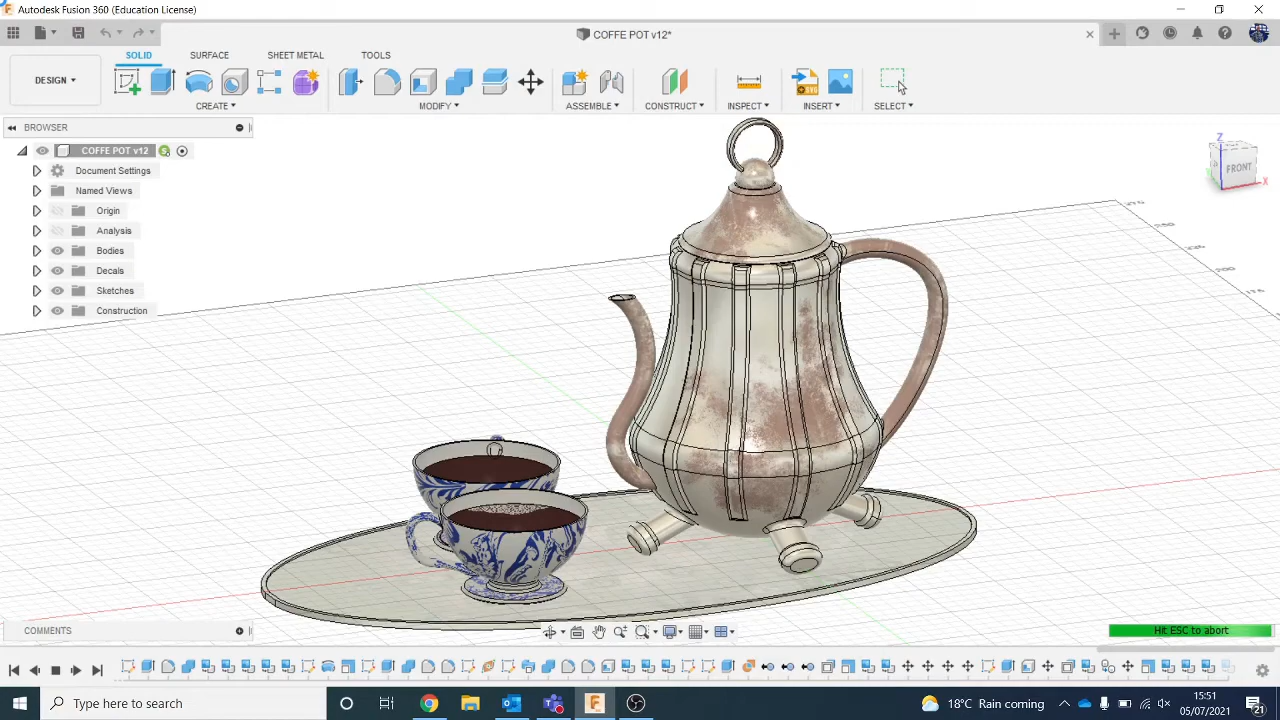 Autodesk Fusion 360 (Education License)
COFFE POT v12*
SOLID SURFACE SHEET METAL TOOLS
DESIGN
CREATE MODIFY ASSEMBLE CONSTRUCT INSPECT INSERT SELECT
BROWSER
COFFE POT v12
Document Settings
Named Views
Origin
Analysis
Bodies
Decals
Sketches
Construction
Z
FRONT
X
COMMENTS
Hit ESC to abort
Type here to search
18°C Rain coming
15:51
05/07/2021
21